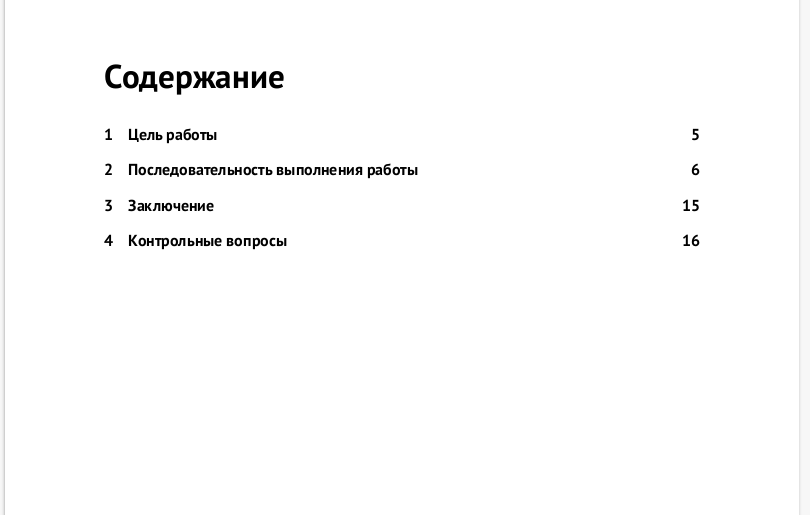 Содержание
1 Цель работы 5
2 Последовательность выполнения работы 6
3 Заключение 15
4 Контрольные вопросы 16